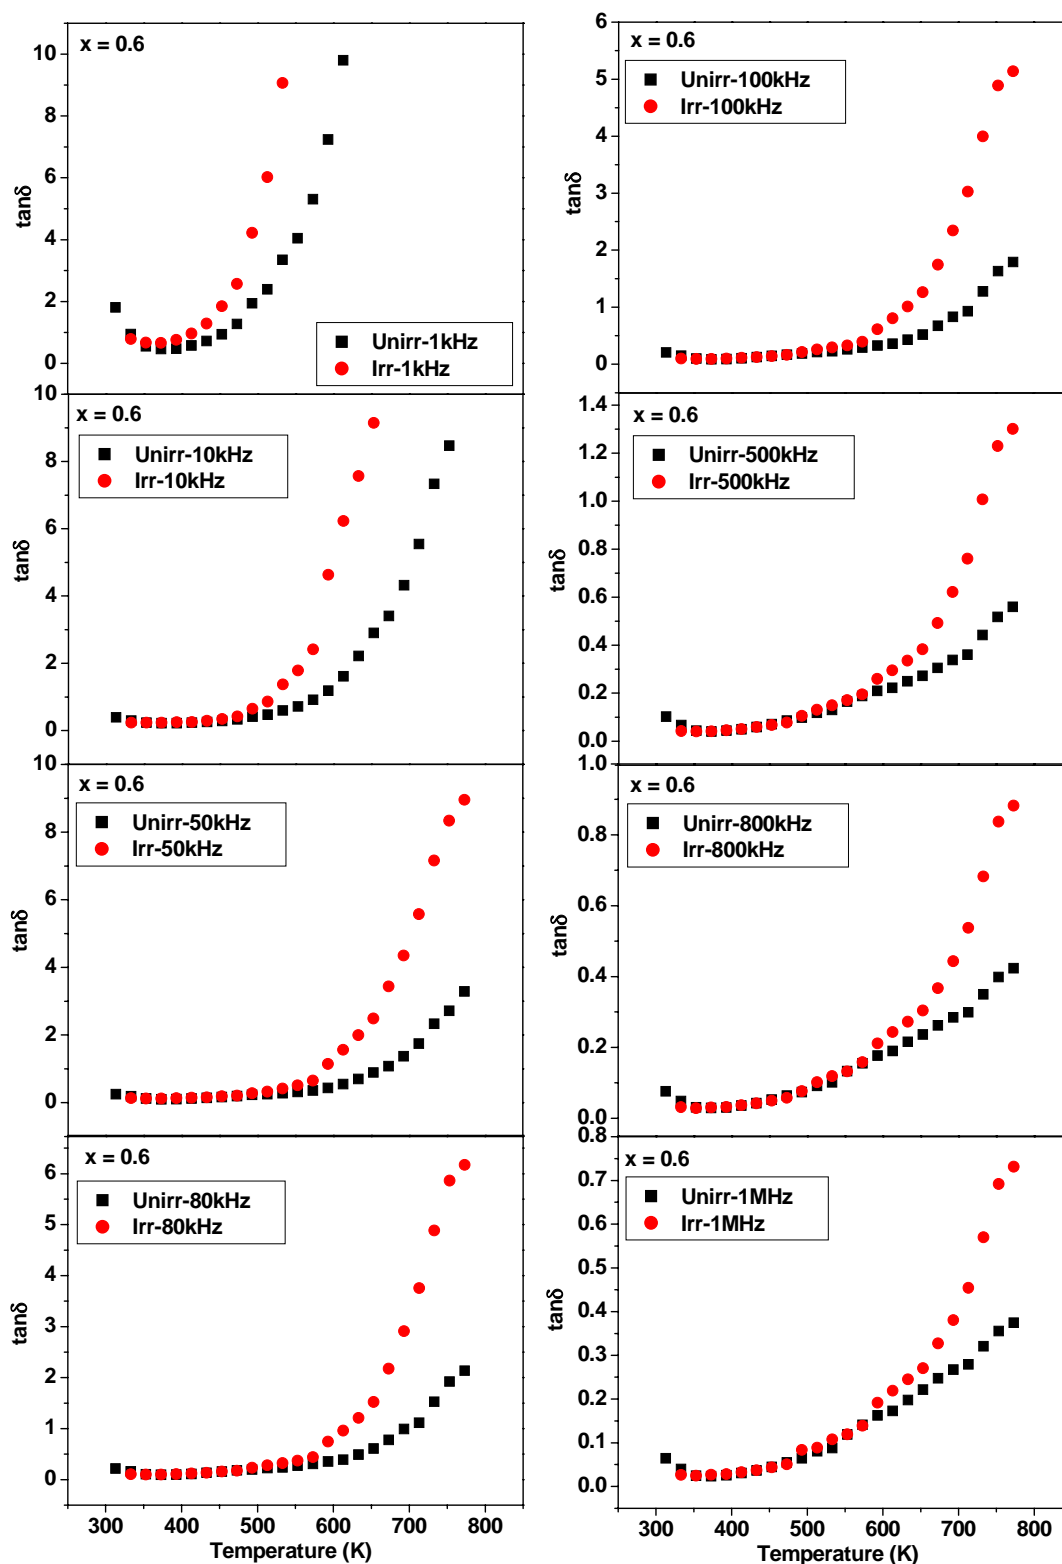 x = 0.6
Unirr-1kHz
Irr-1kHz
tanδ
10
8
6
4
2
0
x = 0.6
Unirr-10kHz
Irr-10kHz
tanδ
10
8
6
4
2
0
x = 0.6
Unirr-50kHz
Irr-50kHz
tanδ
10
8
6
4
2
0
x = 0.6
Unirr-80kHz
Irr-80kHz
tanδ
6
5
4
3
2
1
0
300 400 500 600 700 800
Temperature (K)
x = 0.6
Unirr-100kHz
Irr-100kHz
tanδ
6
5
4
3
2
1
0
x = 0.6
Unirr-500kHz
Irr-500kHz
tanδ
1.4
1.2
1.0
0.8
0.6
0.4
0.2
0.0
x = 0.6
Unirr-800kHz
Irr-800kHz
tanδ
1.0
0.8
0.6
0.4
0.2
0.0
x = 0.6
Unirr-1MHz
Irr-1MHz
tanδ
0.8
0.7
0.6
0.5
0.4
0.3
0.2
0.1
0.0
300 400 500 600 700 800
Temperature (K)